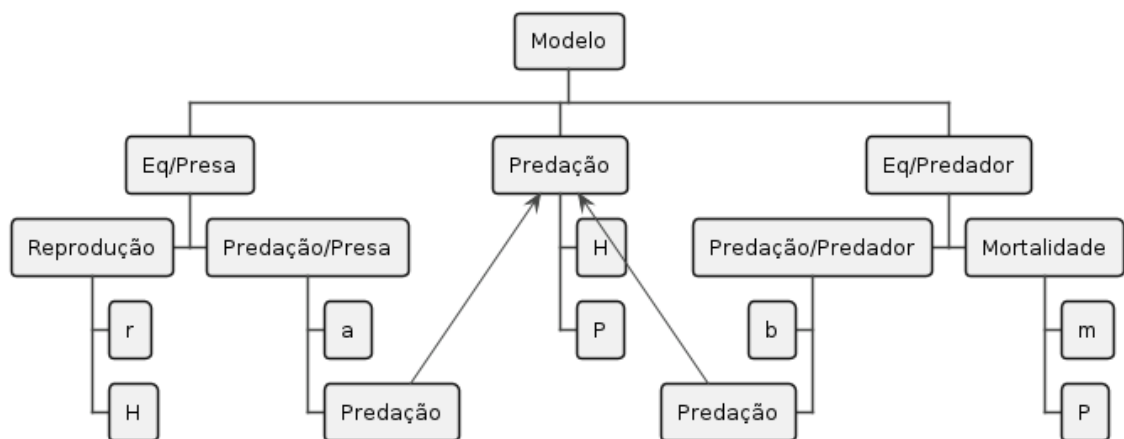 Modelo
Eq/Presa
Predação
Eq/Predador
Reprodução
Predação/Presa
H
Predação/Predador
Mortalidade
r
a
P
b
m
H
Predação
Predação
P